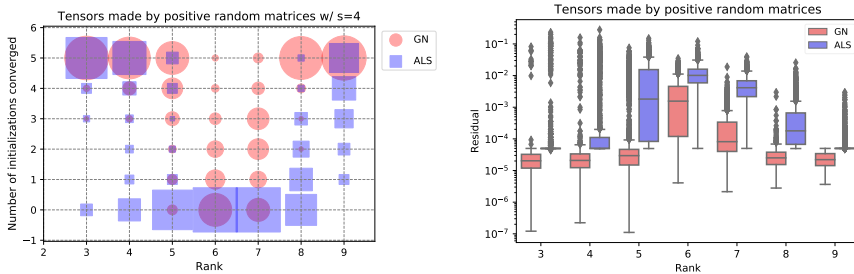 Tensors made by positive random matrices w/ s=4
Number of initializations converged
6
5
4
3
2
1
0
−1
2 3 4 5 6 7 8 9
Rank
GN
ALS
Tensors made by positive random matrices
Residual
10⁻¹
10⁻²
10⁻³
10⁻⁴
10⁻⁵
10⁻⁶
10⁻⁷
3 4 5 6 7 8 9
Rank
GN
ALS